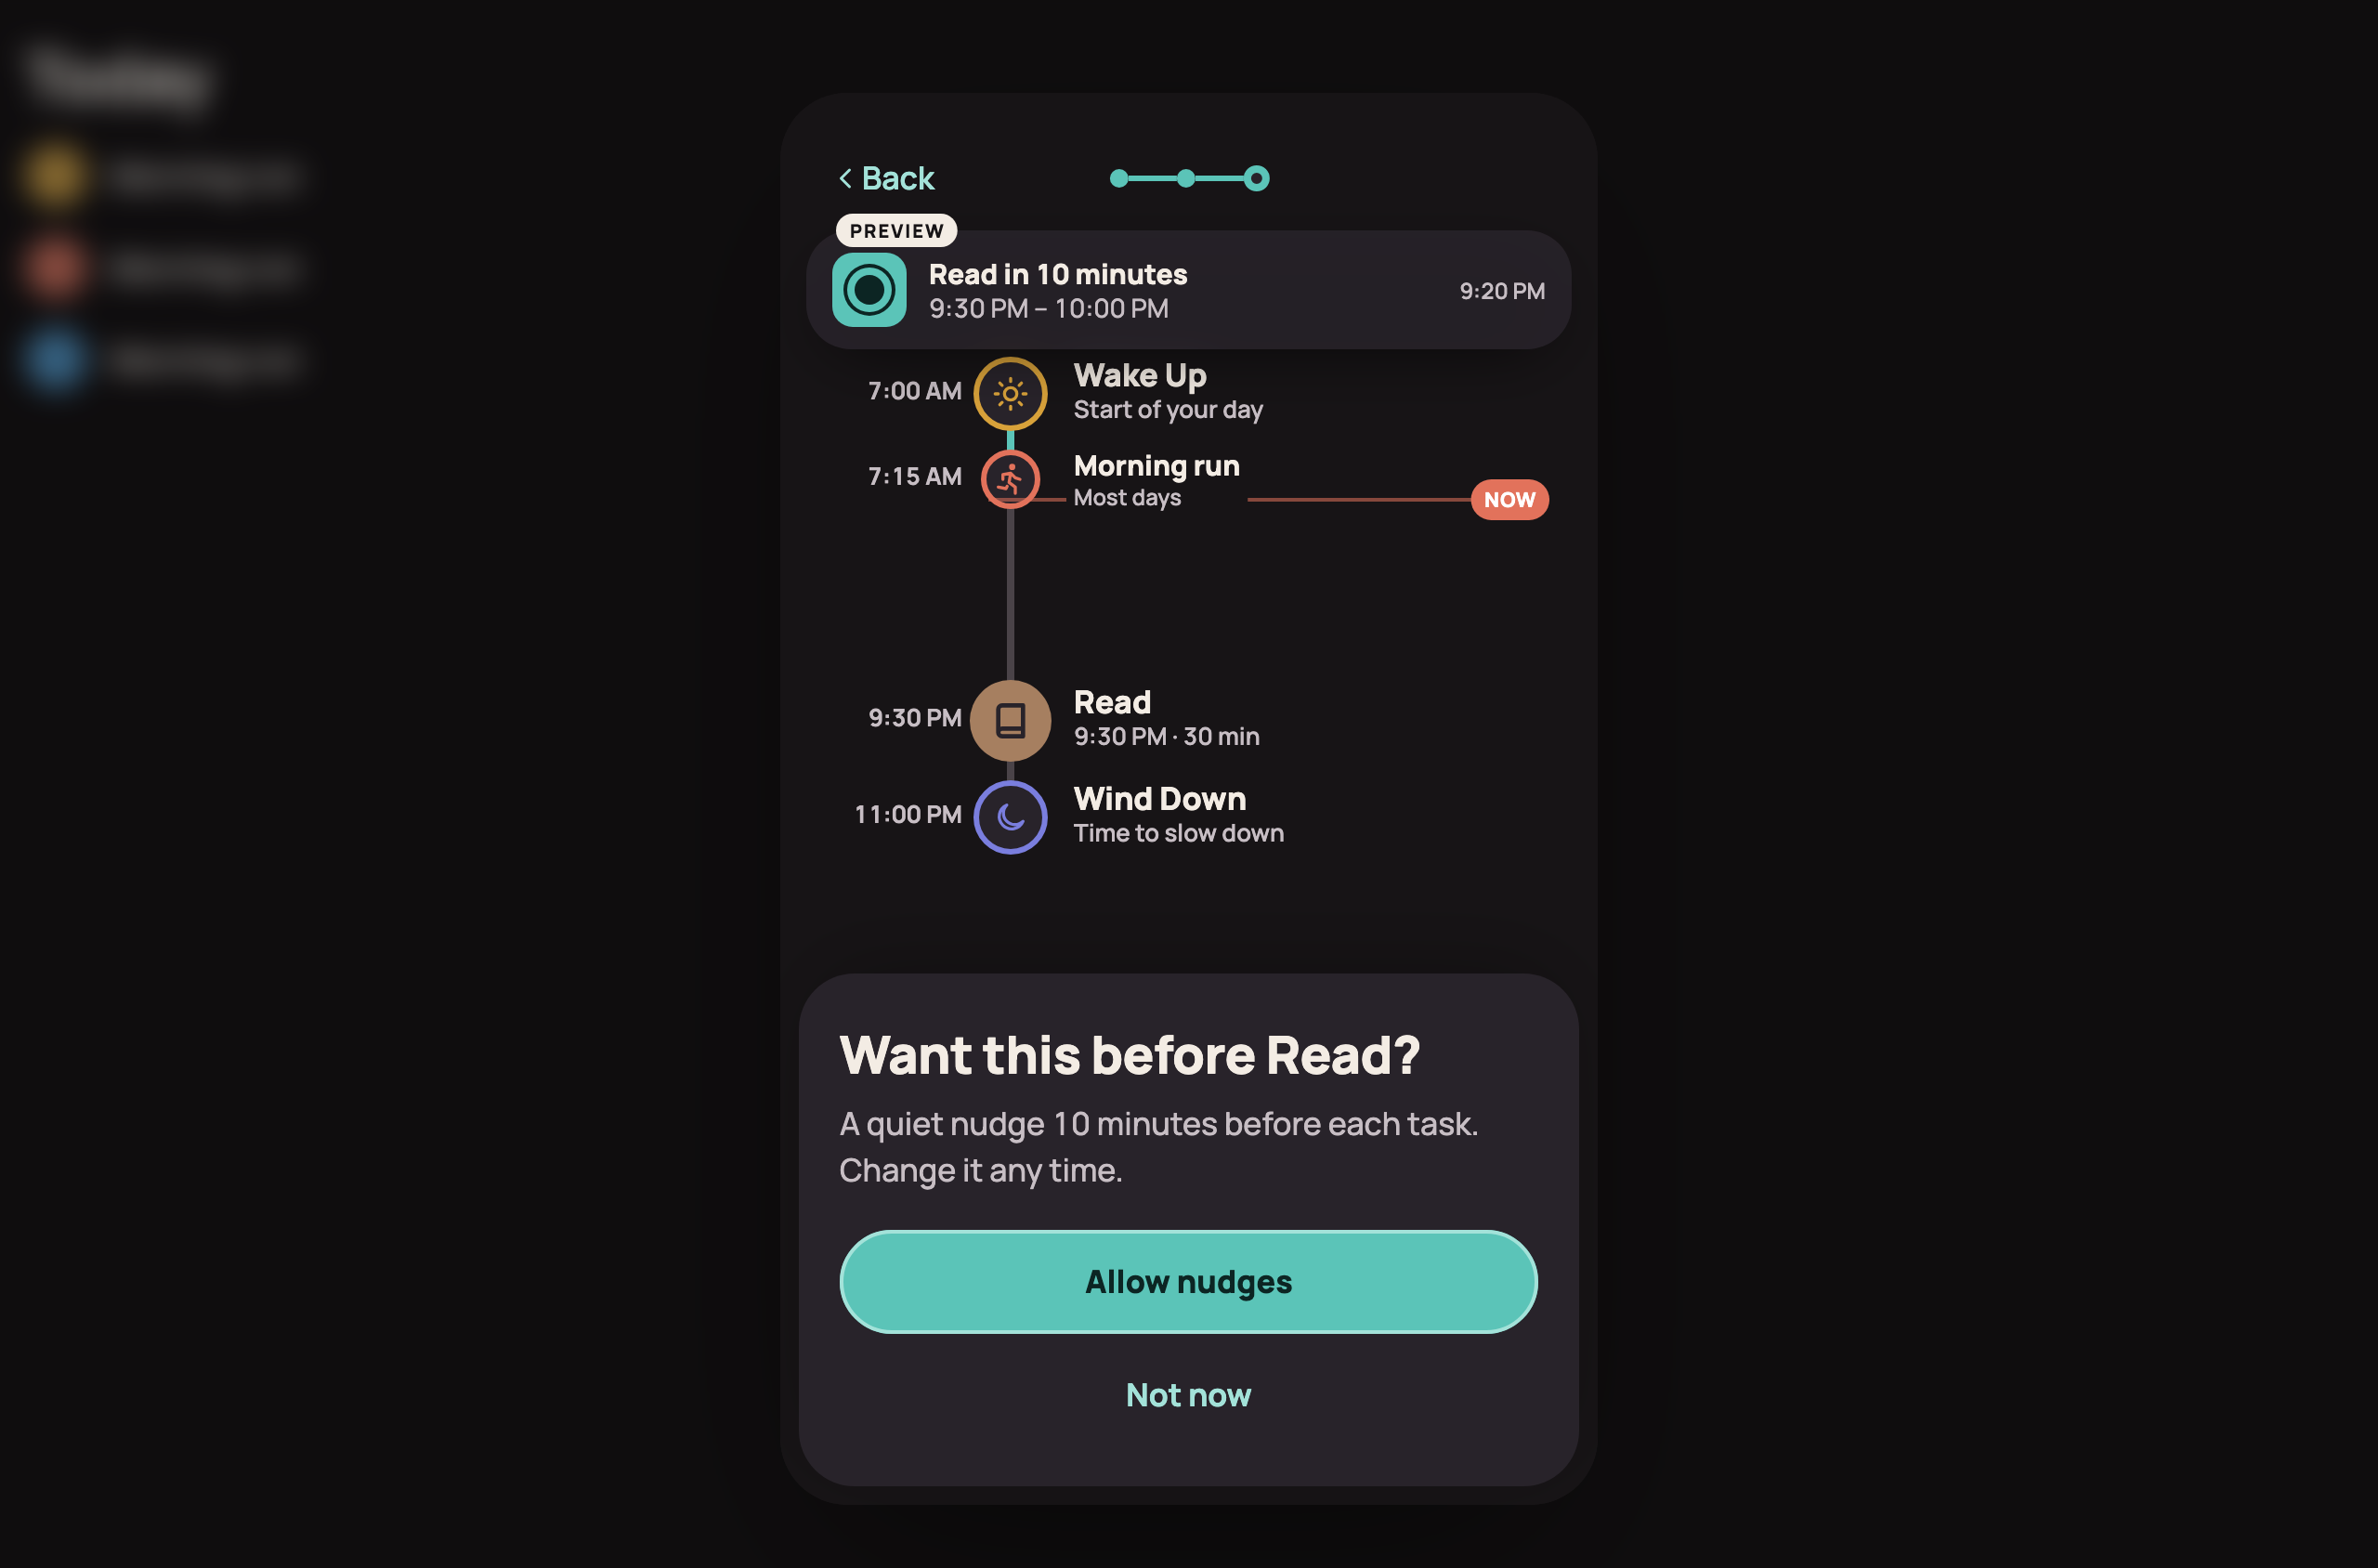 Today
Back
PREVIEW
Read in 10 minutes
9:30 PM – 10:00 PM
9:20 PM
7:00 AM
Wake Up
Start of your day
7:15 AM
Morning run
Most days
NOW
9:30 PM
Read
9:30 PM · 30 min
11:00 PM
Wind Down
Time to slow down
Want this before Read?
A quiet nudge 10 minutes before each task.
Change it any time.
Allow nudges
Not now